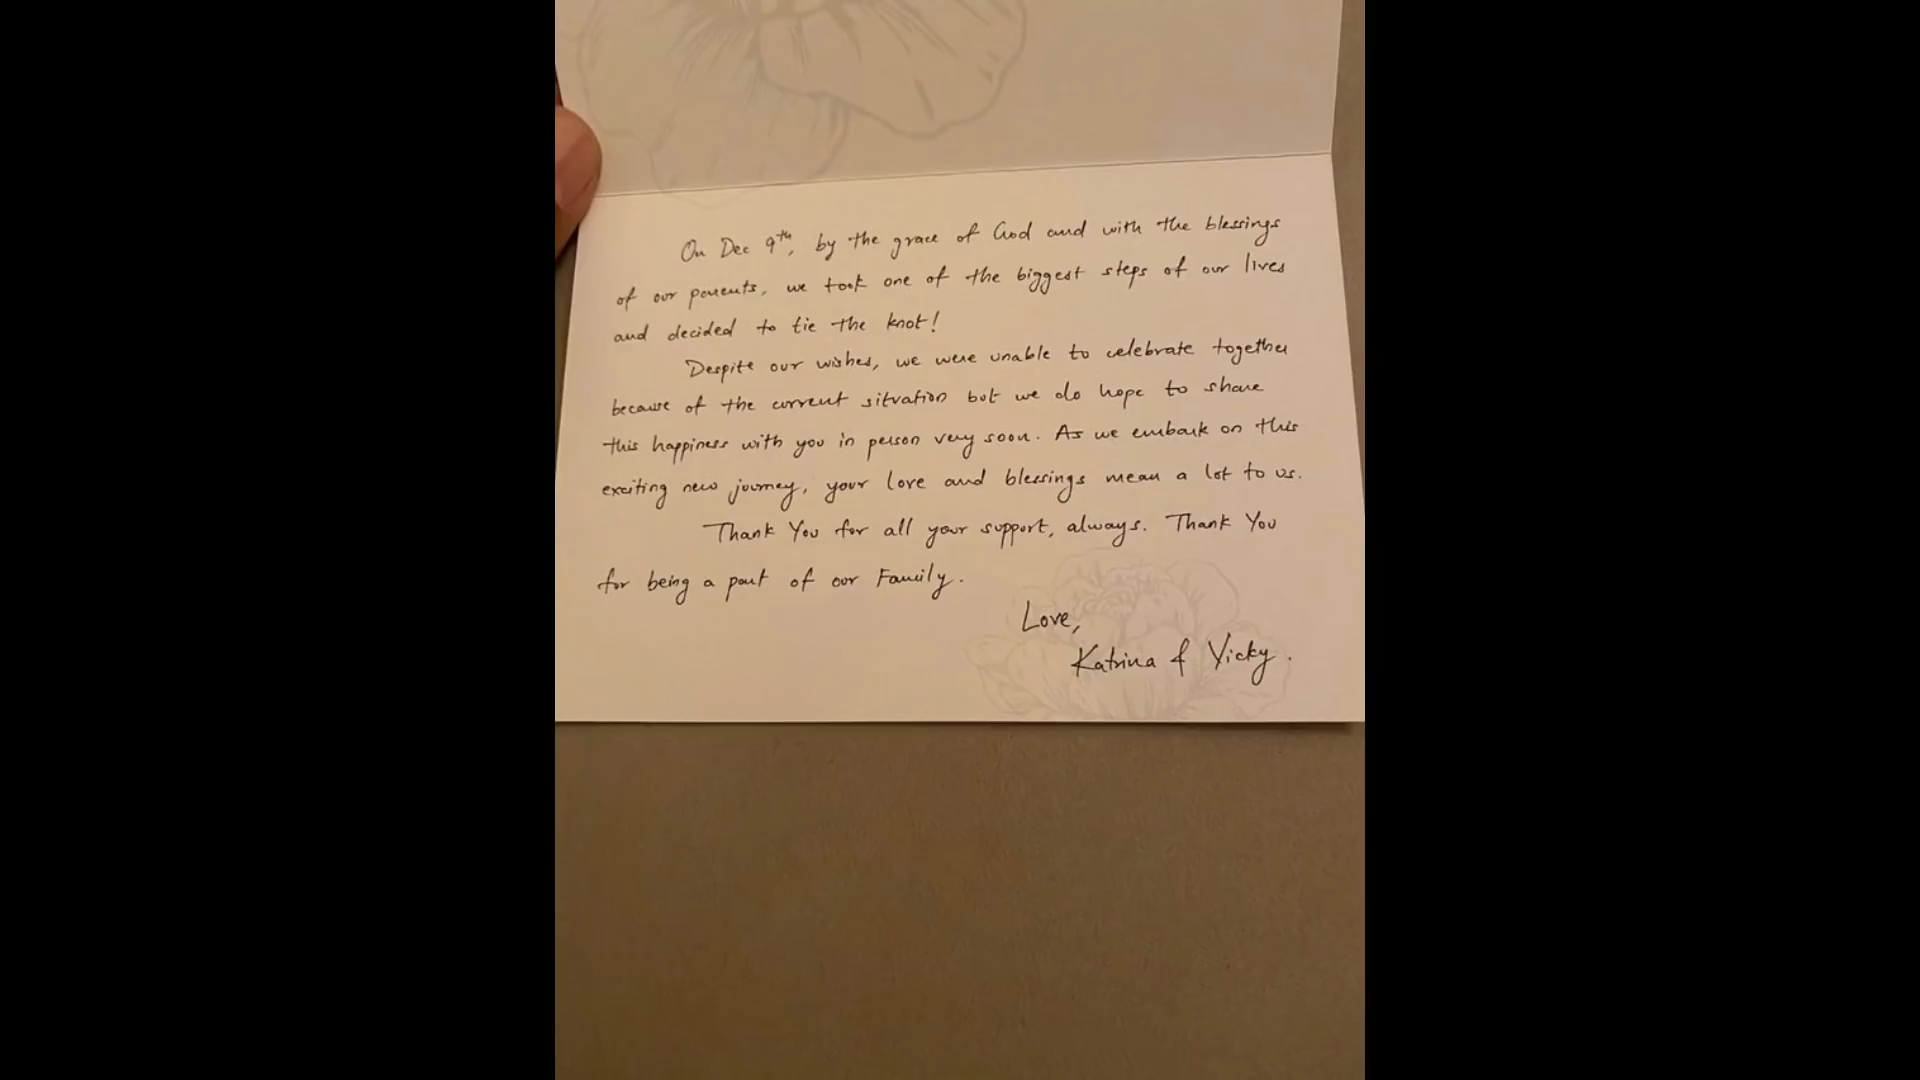 On Dec 9th, by the grace of God and with the blessings
of our parents, we took one of the biggest steps of our lives
and decided to tie the knot!
Despite our wishes, we were unable to celebrate together
because of the current situation but we do hope to share
this happiness with you in person very soon. As we embark on this
exciting new journey, your love and blessings mean a lot to us.
Thank You for all your support, always. Thank You
for being a part of our Family.
Love,
Katrina & Vicky.